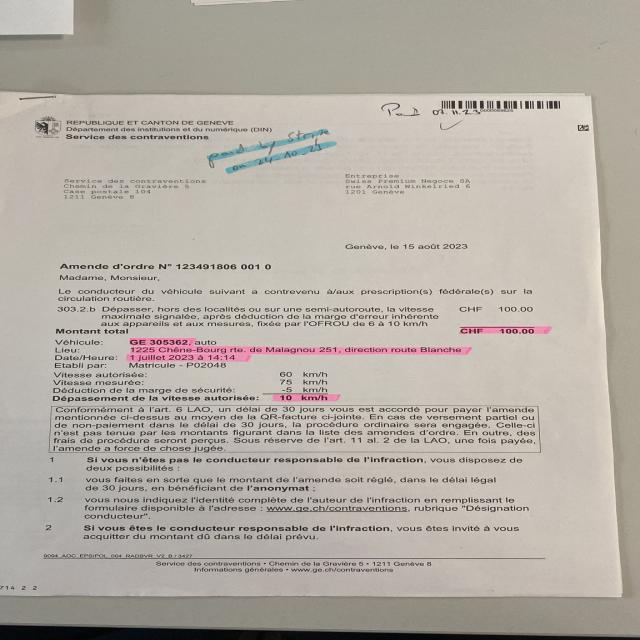 Paid 07.11.23
REPUBLIQUE ET CANTON DE GENEVE
Département des institutions et du numérique (DIN)
Service des contraventions
paid by
on 24-10-23
Service des contraventions
Chemin de la Gravière 5
Case postale 104
1211 Genève 8
Entreprise
Swiss Premium Negoce SA
rue Arnold Winkelried 6
1201 Genève
Genève, le 15 août 2023
Amende d'ordre N° 123491806 001 0
Madame, Monsieur,
Le conducteur du véhicule suivant a contrevenu à/aux prescription(s) fédérale(s) sur la
circulation routière.
303.2.b Dépasser, hors des localités ou sur une semi-autoroute, la vitesse CHF 100.00
maximale signalée, après déduction de la marge d'erreur inhérente
aux appareils et aux mesures, fixée par l'OFROU de 6 à 10 km/h
Montant total CHF 100.00
Véhicule: GE 305362, auto
Lieu: 1225 Chêne-Bourg rte. de Malagnou 251, direction route Blanche
Date/Heure: 1 juillet 2023 à 14:14
Etabli par: Matricule - P02048
Vitesse autorisée: 60 km/h
Vitesse mesurée: 75 km/h
Déduction de la marge de sécurité: -5 km/h
Dépassement de la vitesse autorisée: 10 km/h
Conformément à l'art. 6 LAO, un délai de 30 jours vous est accordé pour payer l'amende
mentionnée ci-dessus au moyen de la QR-facture ci-jointe. En cas de versement partiel ou
de non-paiement dans le délai de 30 jours, la procédure ordinaire sera engagée. Celle-ci
n'est pas tenue par les montants figurant dans la liste des amendes d'ordre. En outre, des
frais de procédure seront perçus. Sous réserve de l'art. 11 al. 2 de la LAO, une fois payée,
l'amende a force de chose jugée.
1 Si vous n'êtes pas le conducteur responsable de l'infraction, vous disposez de
deux possibilités :
1.1 vous faites en sorte que le montant de l'amende soit réglé, dans le délai légal
de 30 jours, en bénéficiant de l'anonymat ;
1.2 vous nous indiquez l'identité complète de l'auteur de l'infraction en remplissant le
formulaire disponible à l'adresse : www.ge.ch/contraventions, rubrique "Désignation
conducteur".
2 Si vous êtes le conducteur responsable de l'infraction, vous êtes invité à vous
acquitter du montant dû dans le délai prévu.
Service des contraventions • Chemin de la Gravière 5 • 1211 Genève 8
Informations générales • www.ge.ch/contraventions
714 2 2